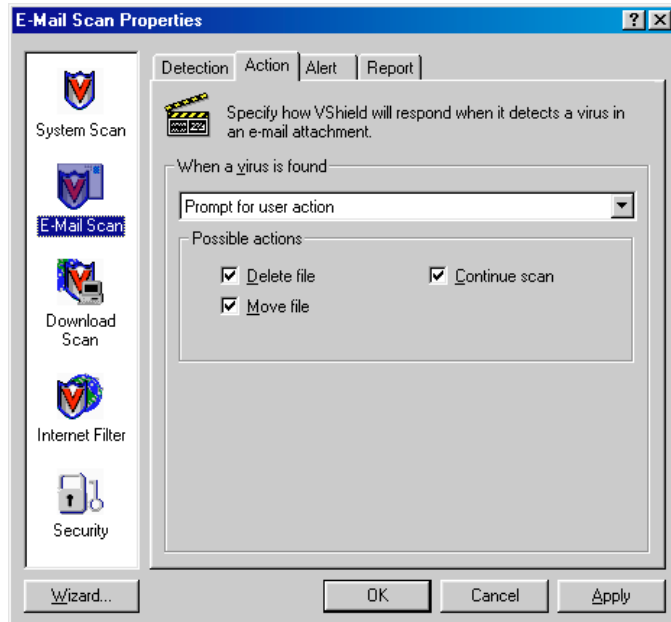 E-Mail Scan Properties
System Scan
E-Mail Scan
Download
Scan
Internet Filter
Security
Detection Action Alert Report
Specify how VShield will respond when it detects a virus in
an e-mail attachment.
When a virus is found
Prompt for user action
Possible actions
Delete file Continue scan
Move file
Wizard... OK Cancel Apply